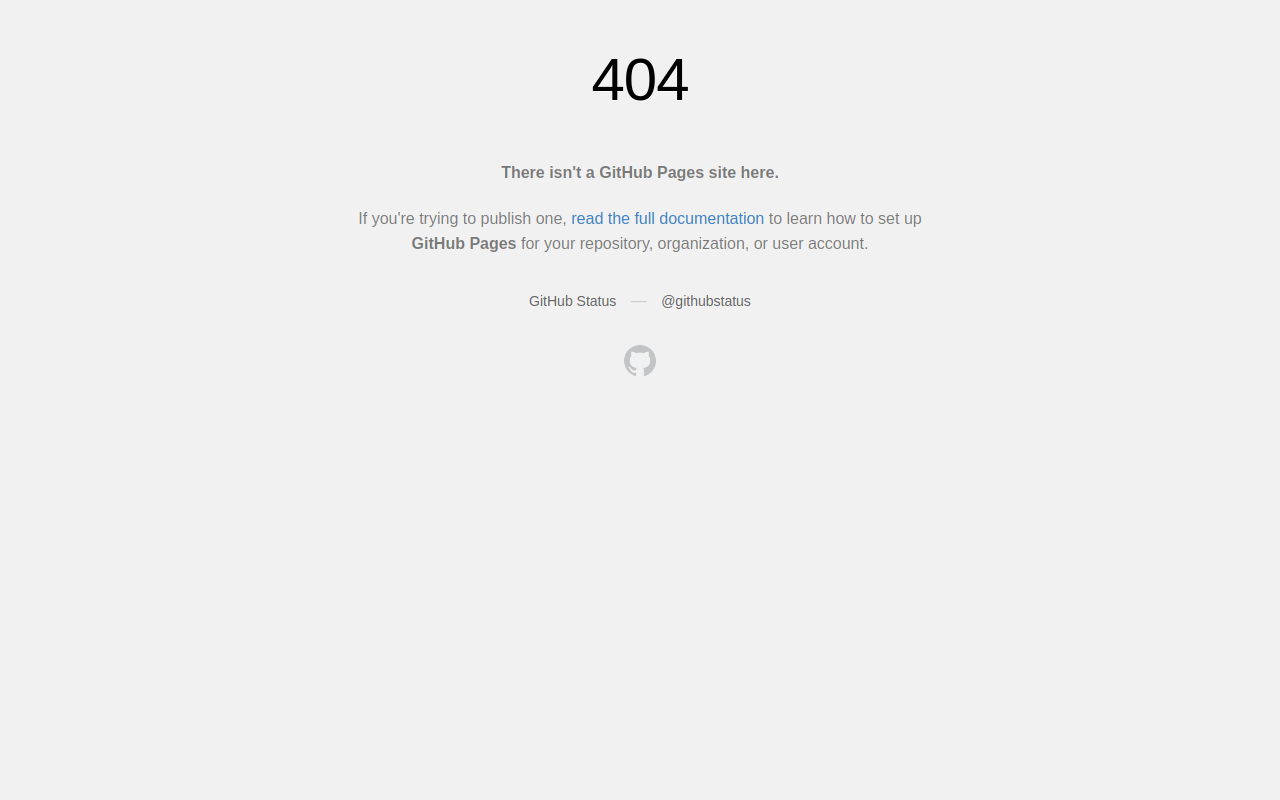 404
There isn't a GitHub Pages site here.
If you're trying to publish one, read the full documentation to learn how to set up
GitHub Pages for your repository, organization, or user account.
GitHub Status — @githubstatus